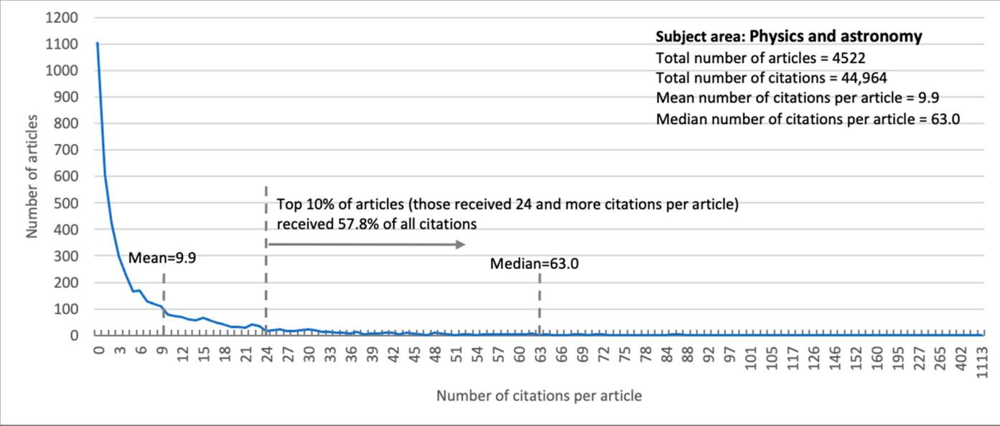 1200
1100
1000
900
800
700
600
500
400
300
200
100
0
Number of articles
Subject area: Physics and astronomy
Total number of articles = 4522
Total number of citations = 44,964
Mean number of citations per article = 9.9
Median number of citations per article = 63.0
Top 10% of articles (those received 24 and more citations per article)
received 57.8% of all citations
Mean=9.9
Median=63.0
0 3 6 9 12 15 18 21 24 27 30 33 36 39 42 45 48 51 54 57 60 63 66 69 72 75 78 84 88 92 97 101 105 117 126 146 152 160 195 227 265 402 1113
Number of citations per article